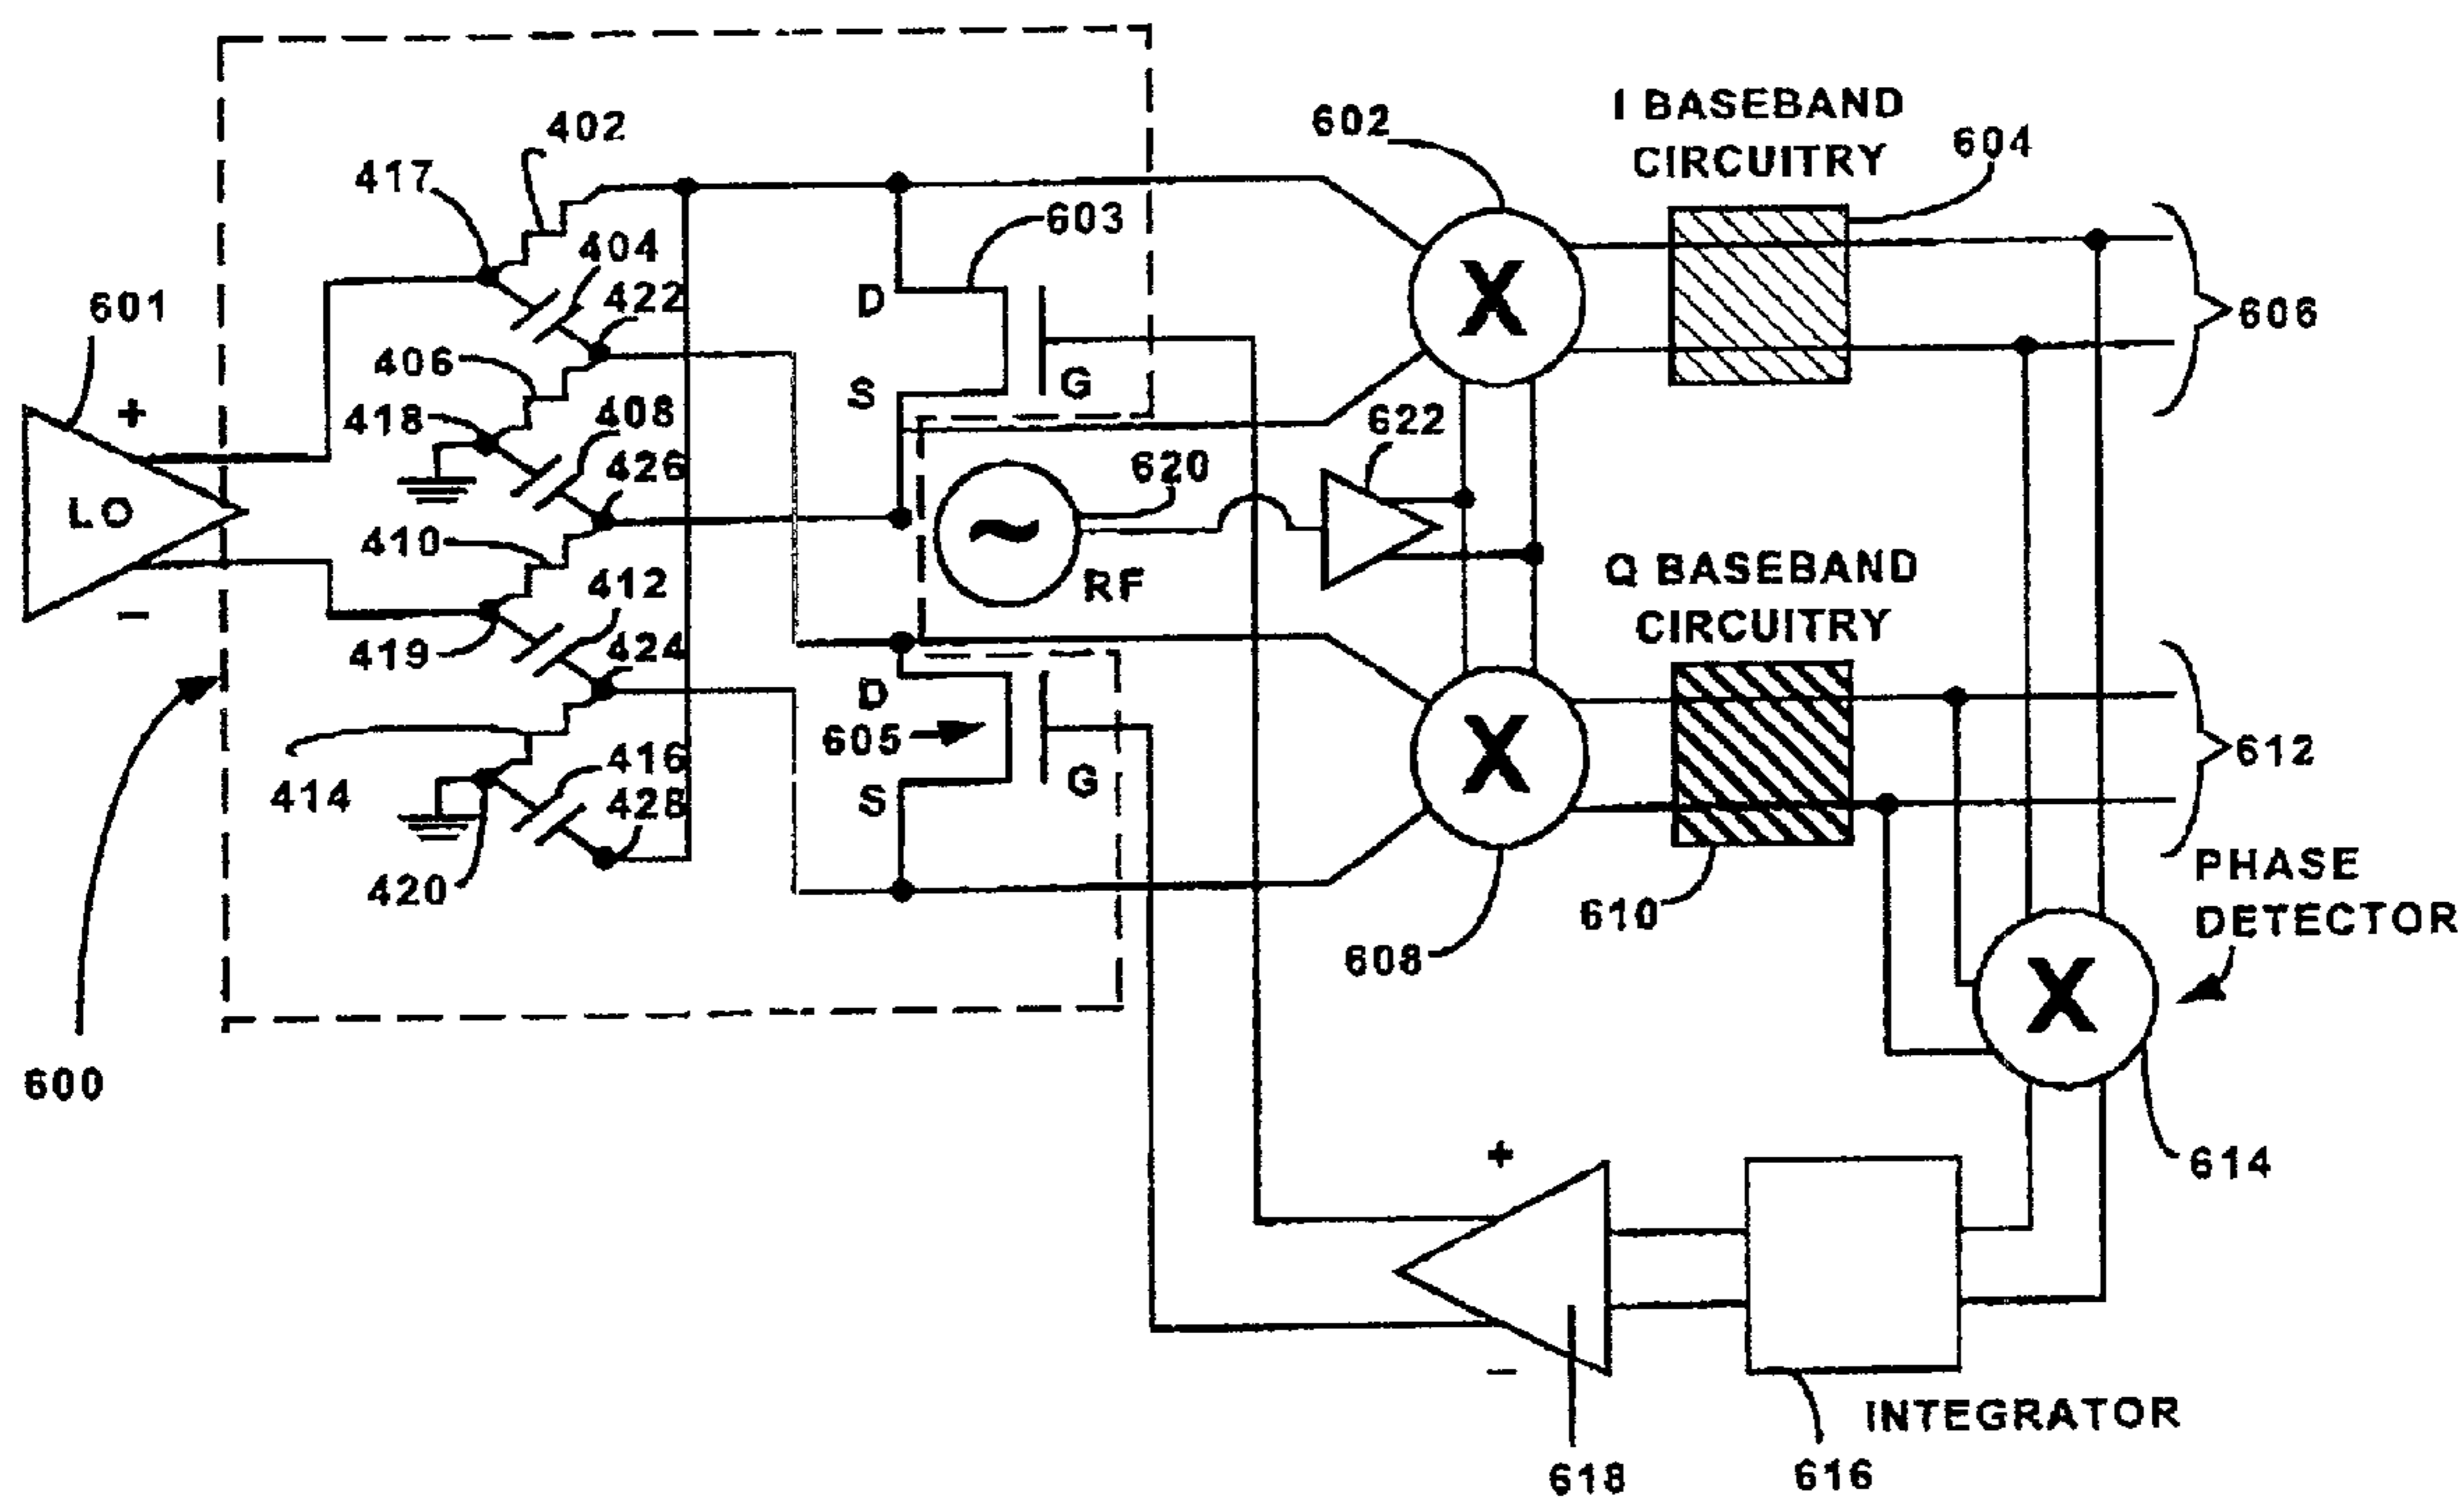 402
417
404
422
601
+
LO
−
406
418
408
426
410
412
419
424
414
416
428
420
600
D
603
S
G
620
~
RF
D
605
S
G
602
X
I BASEBAND
CIRCUITRY
604
606
622
Q BASEBAND
CIRCUITRY
X
612
610
608
PHASE
DETECTOR
X
614
+
−
618
INTEGRATOR
616